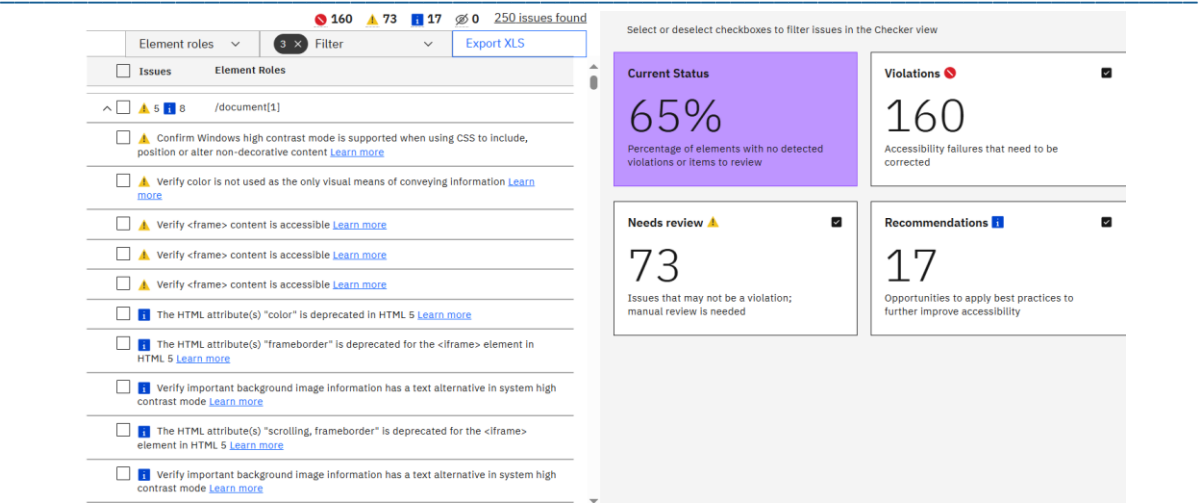 160 73 17 0 250 issues found
Element roles 3 × Filter Export XLS
Issues Element Roles
5 8 /document[1]
Confirm Windows high contrast mode is supported when using CSS to include,
position or alter non-decorative content Learn more
Verify color is not used as the only visual means of conveying information Learn
more
Verify <frame> content is accessible Learn more
Verify <frame> content is accessible Learn more
Verify <frame> content is accessible Learn more
The HTML attribute(s) "color" is deprecated in HTML 5 Learn more
The HTML attribute(s) "frameborder" is deprecated for the <iframe> element in
HTML 5 Learn more
Verify important background image information has a text alternative in system high
contrast mode Learn more
The HTML attribute(s) "scrolling, frameborder" is deprecated for the <iframe>
element in HTML 5 Learn more
Verify important background image information has a text alternative in system high
contrast mode Learn more
Select or deselect checkboxes to filter issues in the Checker view
Current Status
65%
Percentage of elements with no detected
violations or items to review
Violations
160
Accessibility failures that need to be
corrected
Needs review
73
Issues that may not be a violation;
manual review is needed
Recommendations
17
Opportunities to apply best practices to
further improve accessibility